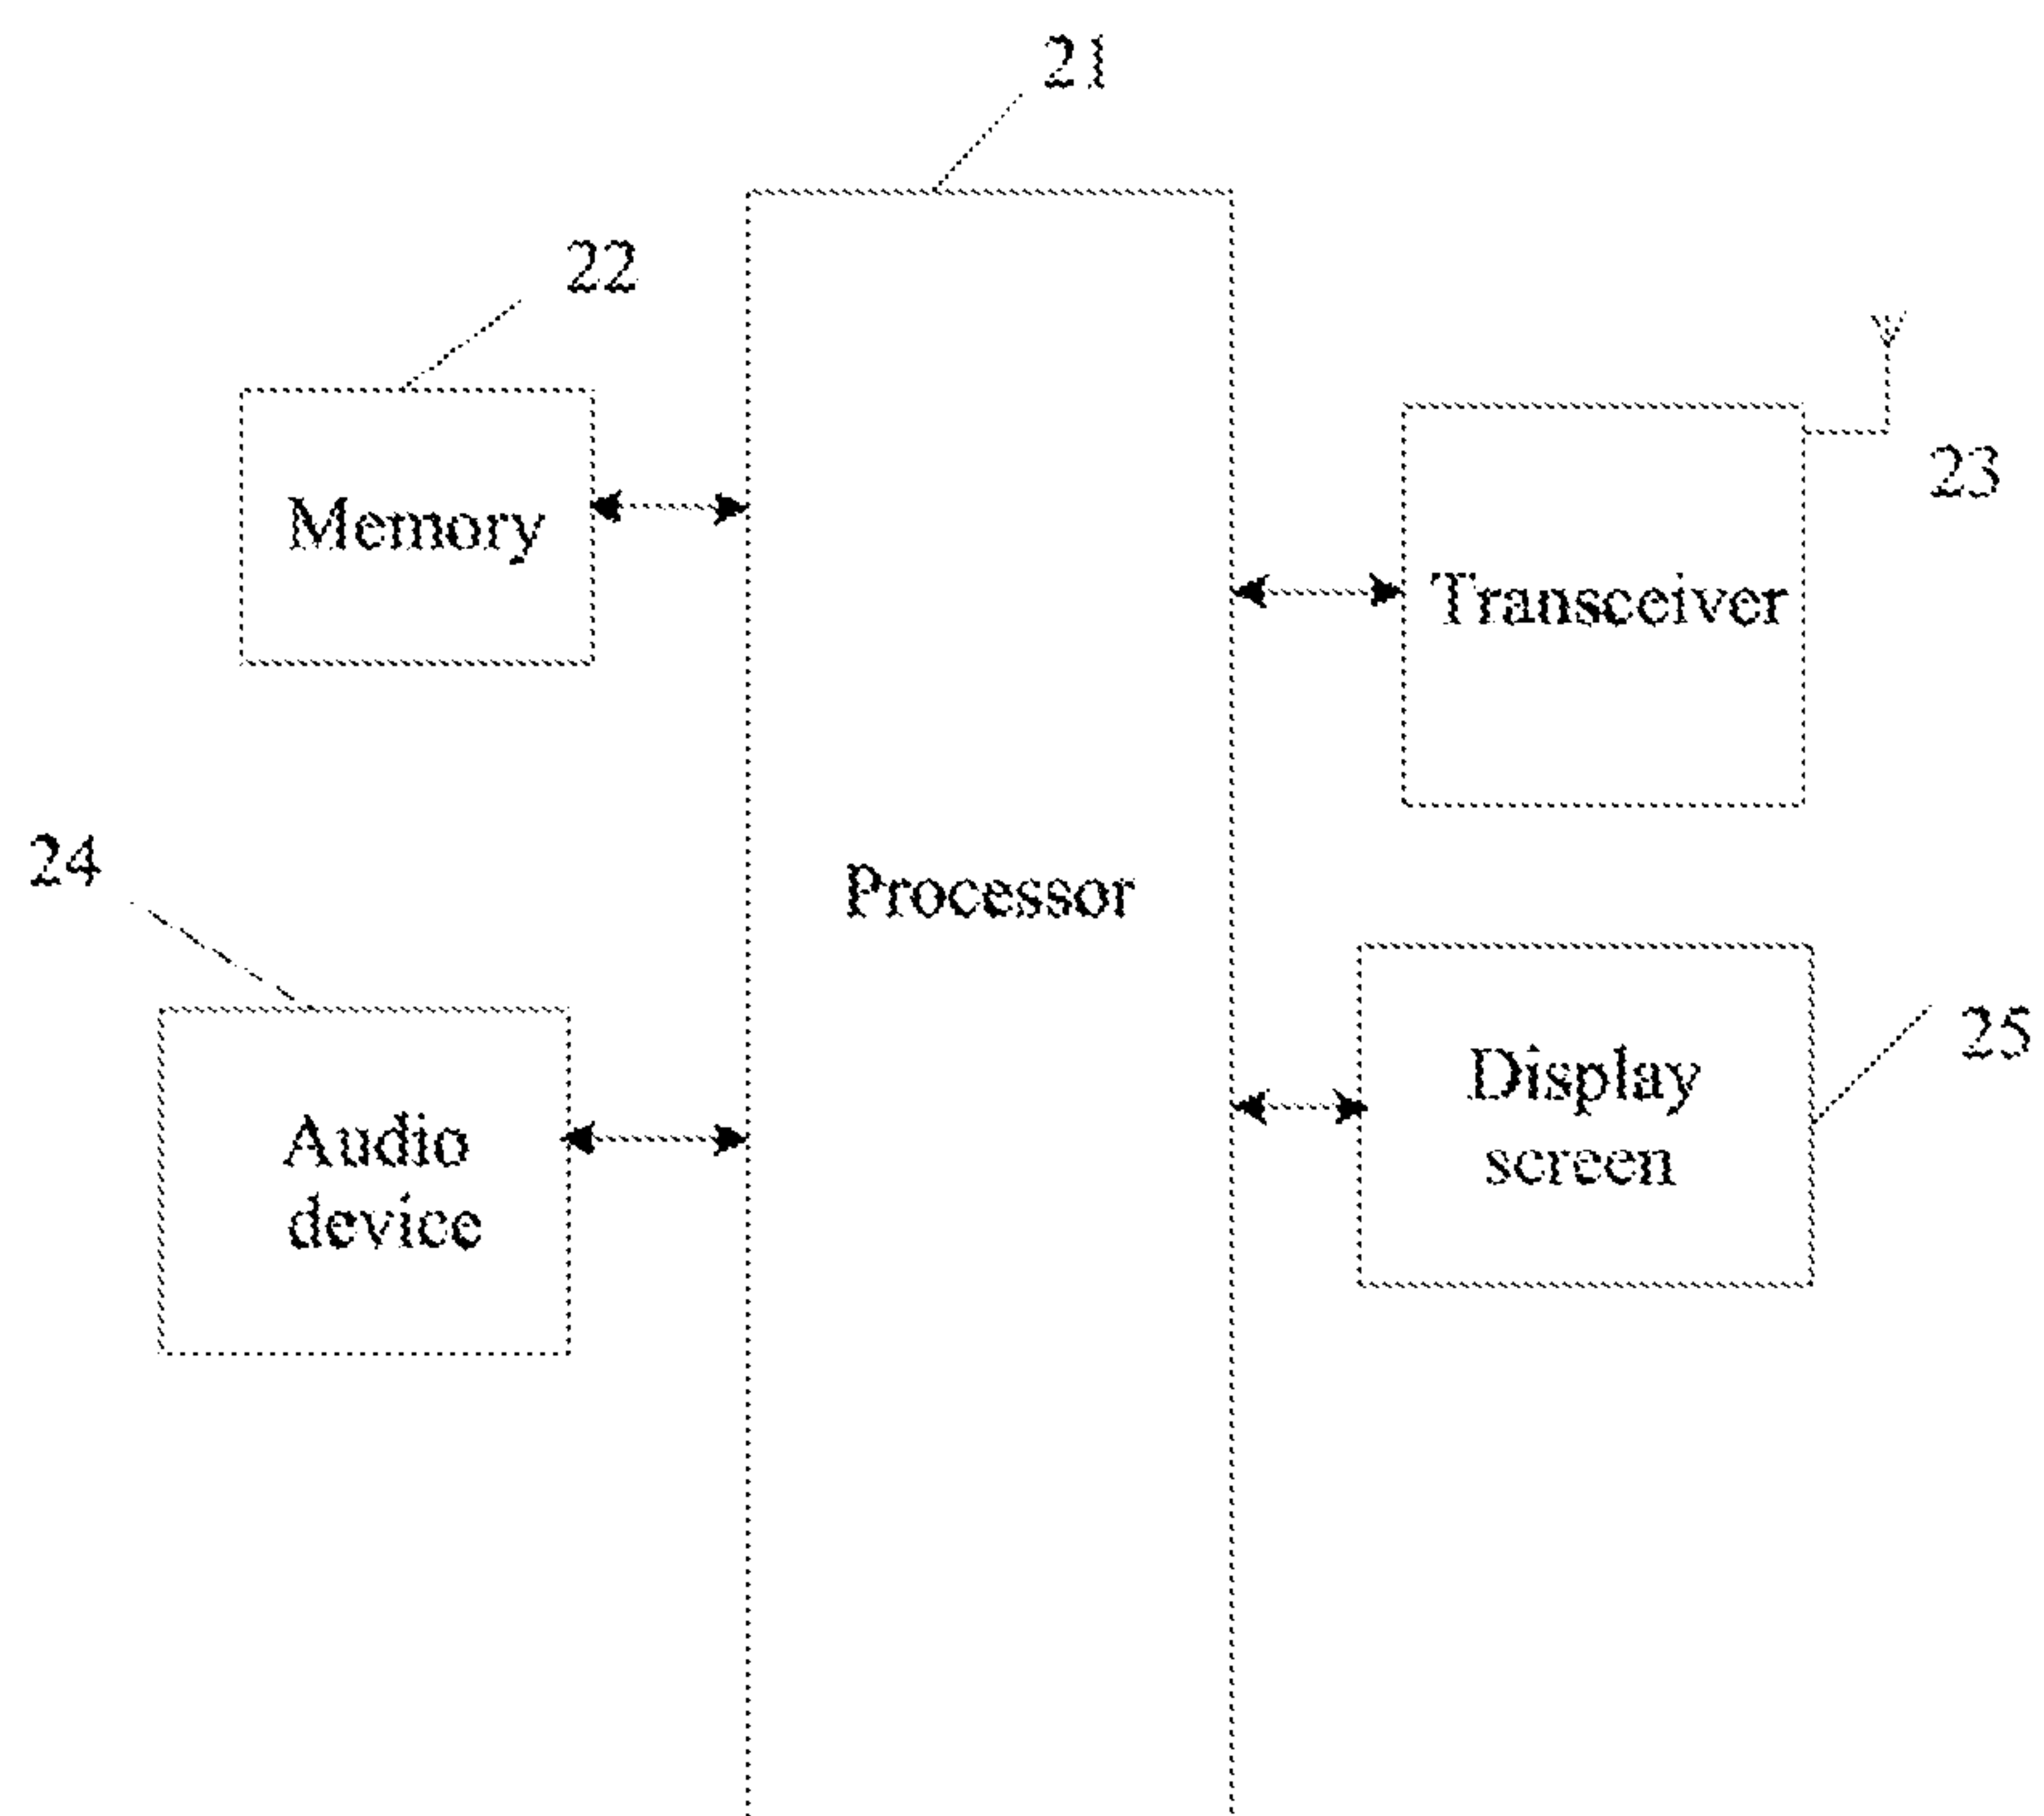 21
22
Memory
23
Transceiver
24
Processor
25
Display
screen
Audio
device